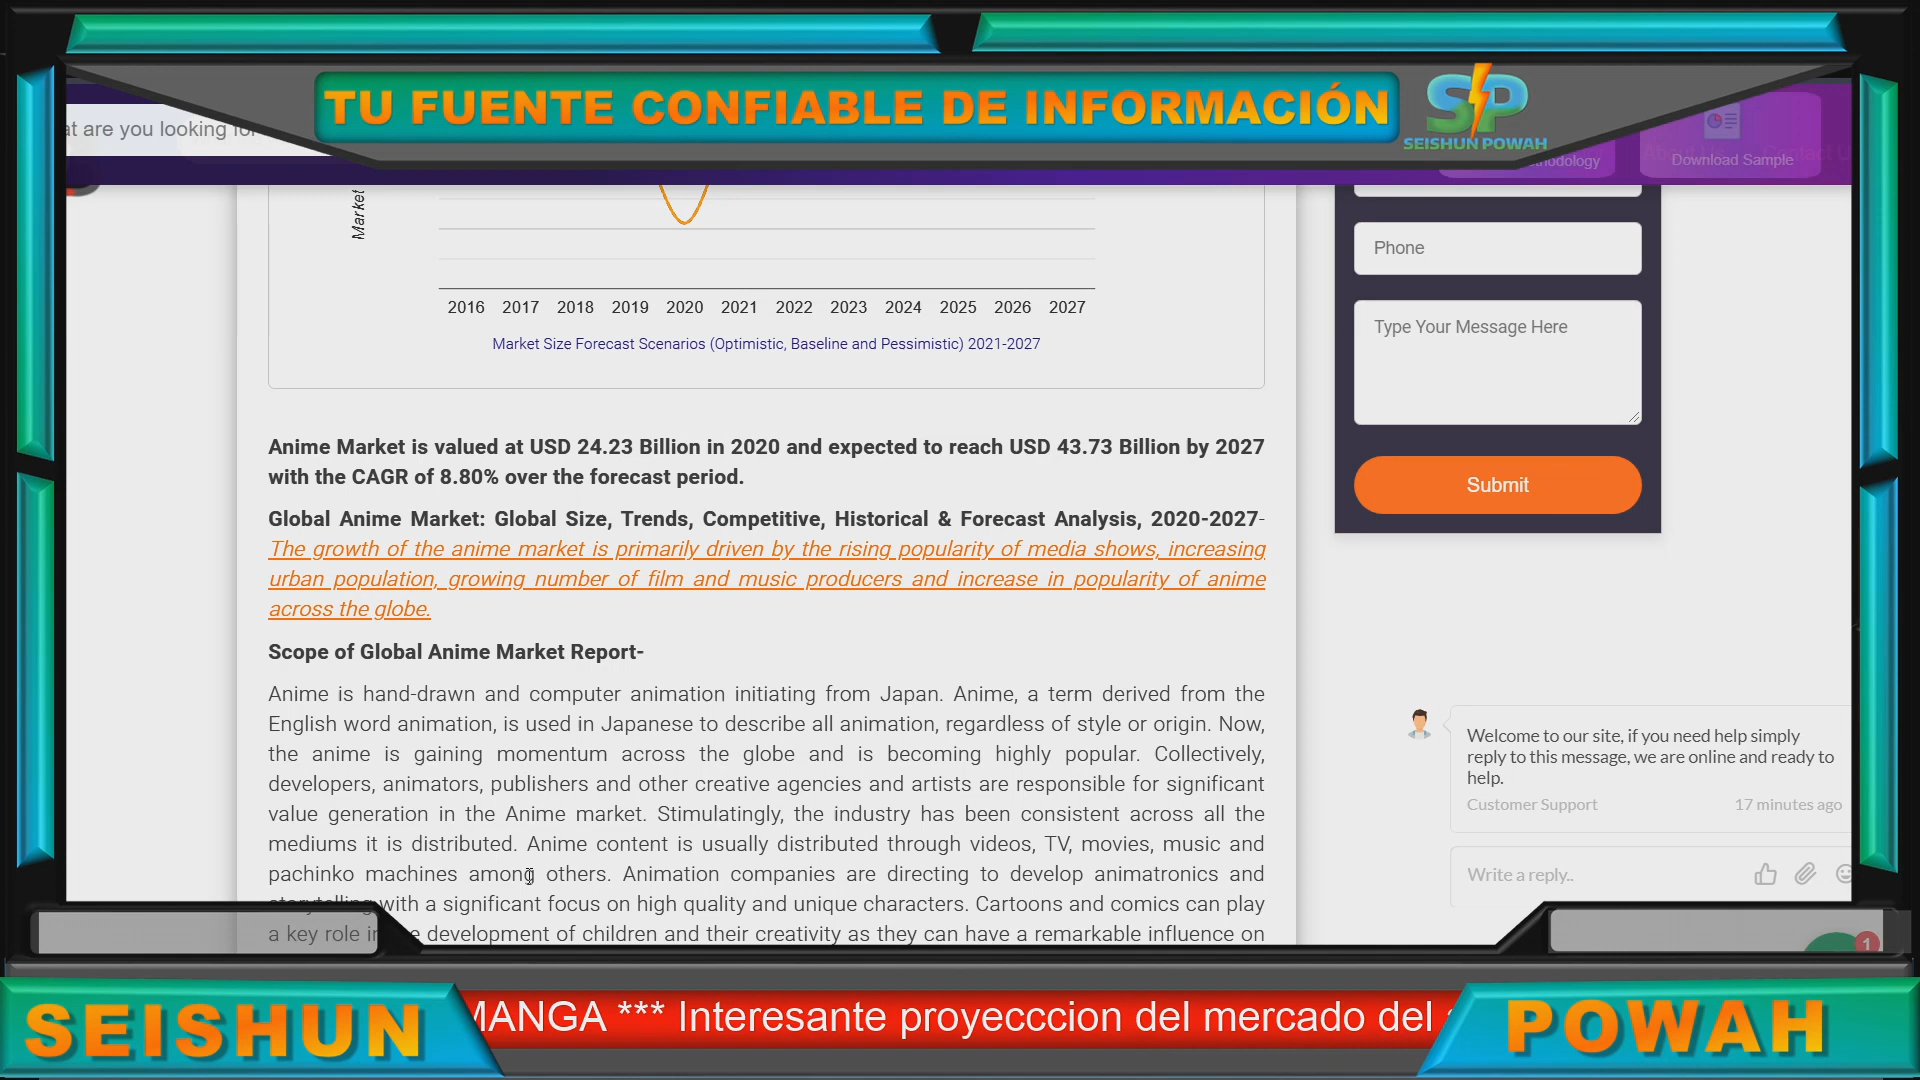 TU FUENTE CONFIABLE DE INFORMACIÓN
SP
SEISHUN POWAH
at are you looking for
Download Sample
Market
2016 2017 2018 2019 2020 2021 2022 2023 2024 2025 2026 2027
Market Size Forecast Scenarios (Optimistic, Baseline and Pessimistic) 2021-2027
Anime Market is valued at USD 24.23 Billion in 2020 and expected to reach USD 43.73 Billion by 2027
with the CAGR of 8.80% over the forecast period.
Global Anime Market: Global Size, Trends, Competitive, Historical & Forecast Analysis, 2020-2027-
The growth of the anime market is primarily driven by the rising popularity of media shows, increasing
urban population, growing number of film and music producers and increase in popularity of anime
across the globe.
Scope of Global Anime Market Report-
Anime is hand-drawn and computer animation initiating from Japan. Anime, a term derived from the
English word animation, is used in Japanese to describe all animation, regardless of style or origin. Now,
the anime is gaining momentum across the globe and is becoming highly popular. Collectively,
developers, animators, publishers and other creative agencies and artists are responsible for significant
value generation in the Anime market. Stimulatingly, the industry has been consistent across all the
mediums it is distributed. Anime content is usually distributed through videos, TV, movies, music and
pachinko machines among others. Animation companies are directing to develop animatronics and
storytelling with a significant focus on high quality and unique characters. Cartoons and comics can play
a key role in development of children and their creativity as they can have a remarkable influence on
Phone
Type Your Message Here
Submit
Welcome to our site, if you need help simply
reply to this message, we are online and ready to
help.
Customer Support 17 minutes ago
Write a reply..
1
SEISHUN
MANGA *** Interesante proyecccion del mercado del
POWAH